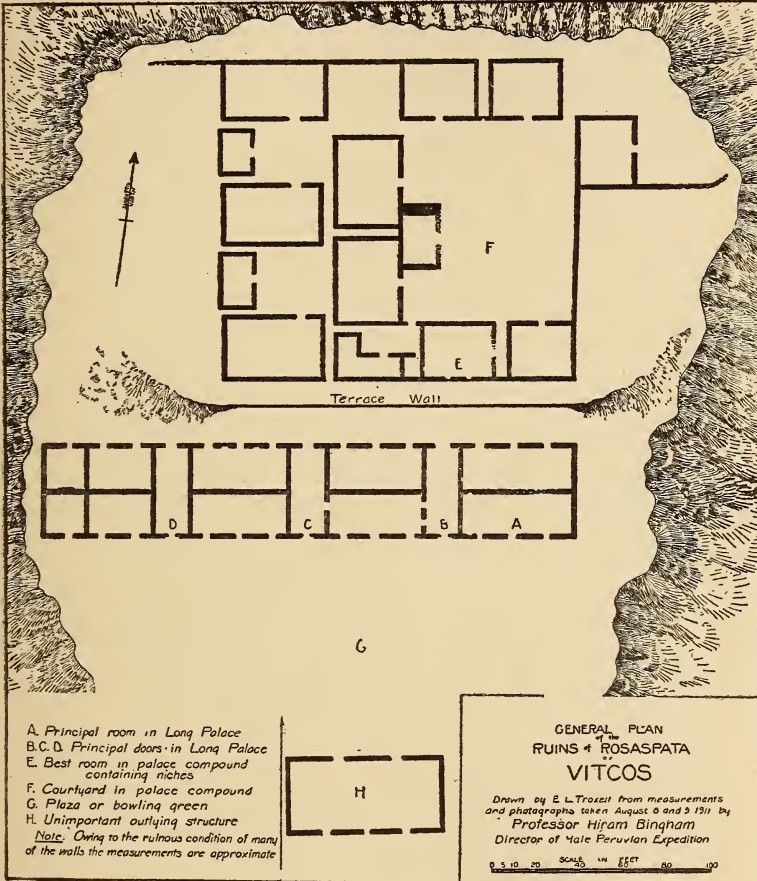 F
E
Terrace Wall
D
C
B
A
G
A. Principal room in Long Palace
B.C.D. Principal doors in Long Palace
E. Best room in palace compound
containing niches
F. Courtyard in palace compound
G. Plaza or bowling green
H. Unimportant outlying structure
Note: Owing to the ruinous condition of many
of the walls the measurements are approximate
H
GENERAL PLAN
of the
RUINS of ROSASPATA
or
VITCOS
Drawn by E. L. Troxell from measurements
and photographs taken August 8 and 9 1911 by
Professor Hiram Bingham
Director of Yale Peruvian Expedition
SCALE IN FEET
0 5 10 20 40 60 80 100